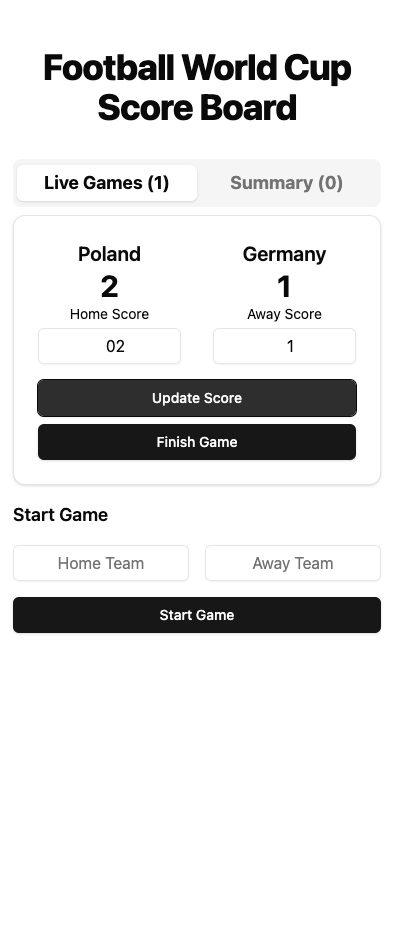 Football World Cup
Score Board
Live Games (1) Summary (0)
Poland Germany
2 1
Home Score Away Score
02 1
Update Score
Finish Game
Start Game
Home Team Away Team
Start Game